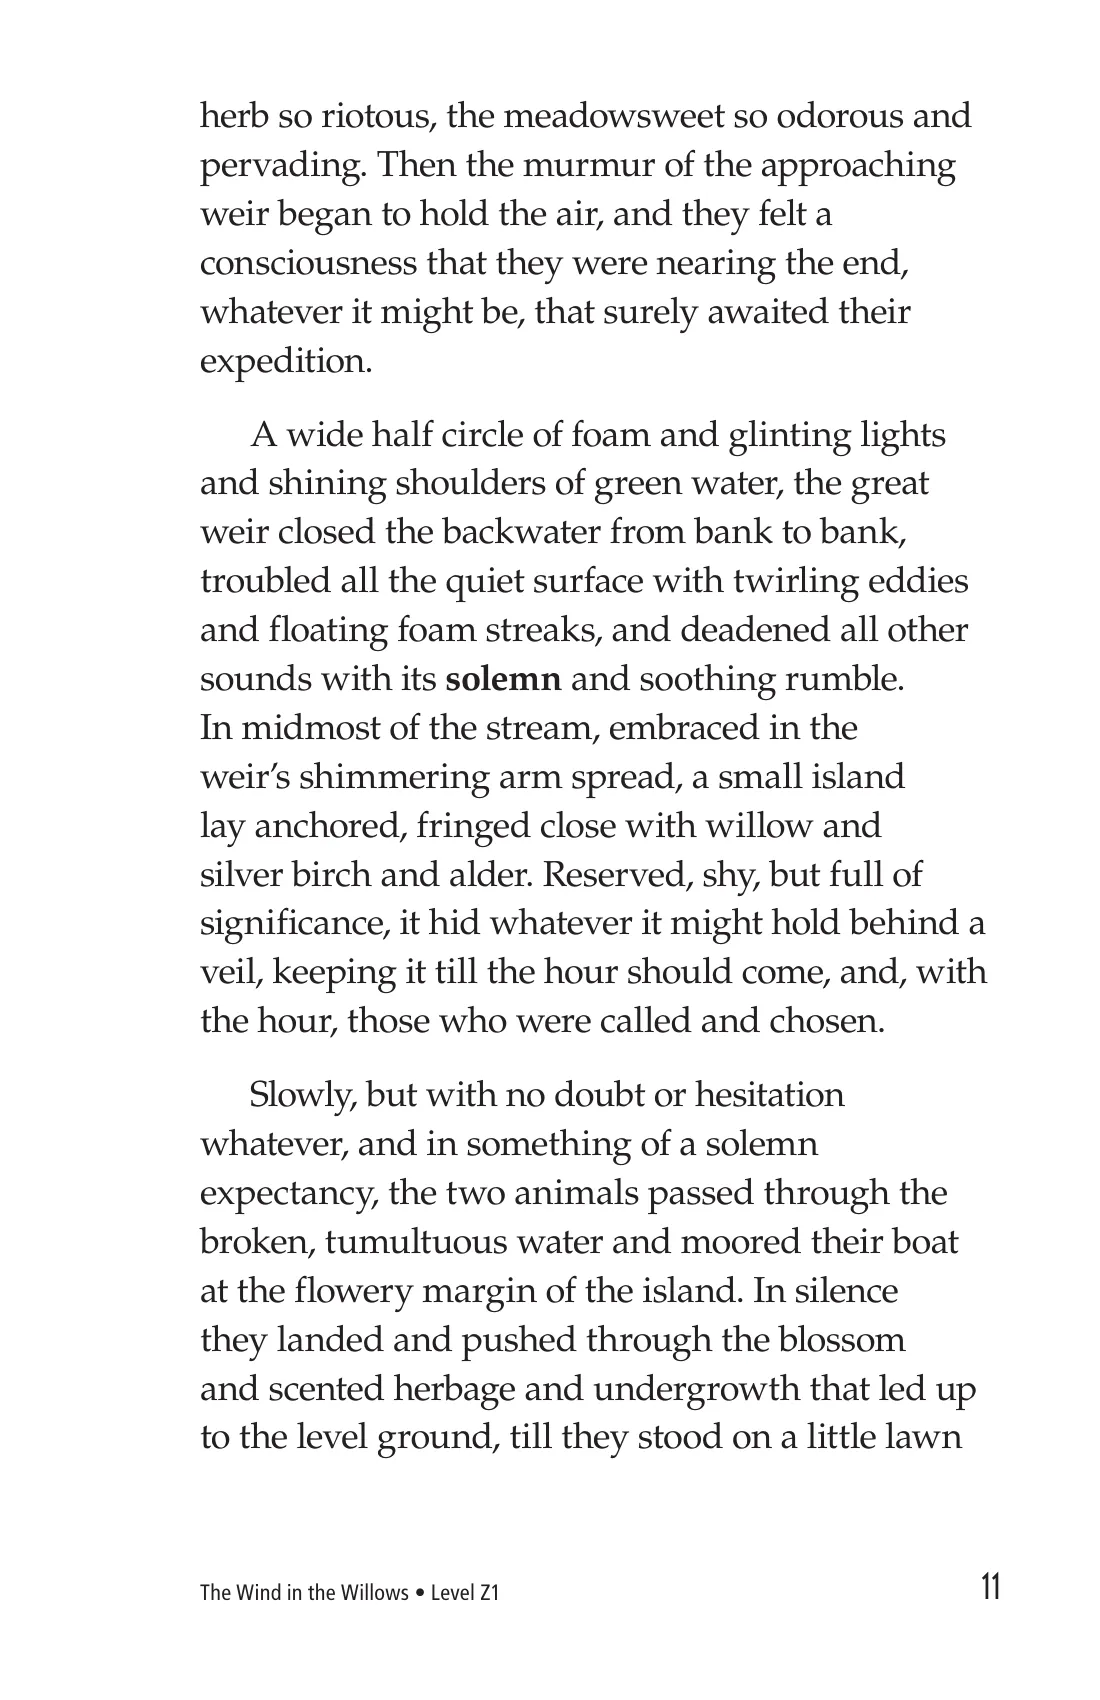 herb so riotous, the meadowsweet so odorous and
pervading. Then the murmur of the approaching
weir began to hold the air, and they felt a
consciousness that they were nearing the end,
whatever it might be, that surely awaited their
expedition.
A wide half circle of foam and glinting lights
and shining shoulders of green water, the great
weir closed the backwater from bank to bank,
troubled all the quiet surface with twirling eddies
and floating foam streaks, and deadened all other
sounds with its solemn and soothing rumble.
In midmost of the stream, embraced in the
weir’s shimmering arm spread, a small island
lay anchored, fringed close with willow and
silver birch and alder. Reserved, shy, but full of
significance, it hid whatever it might hold behind a
veil, keeping it till the hour should come, and, with
the hour, those who were called and chosen.
Slowly, but with no doubt or hesitation
whatever, and in something of a solemn
expectancy, the two animals passed through the
broken, tumultuous water and moored their boat
at the flowery margin of the island. In silence
they landed and pushed through the blossom
and scented herbage and undergrowth that led up
to the level ground, till they stood on a little lawn
The Wind in the Willows • Level Z1
11